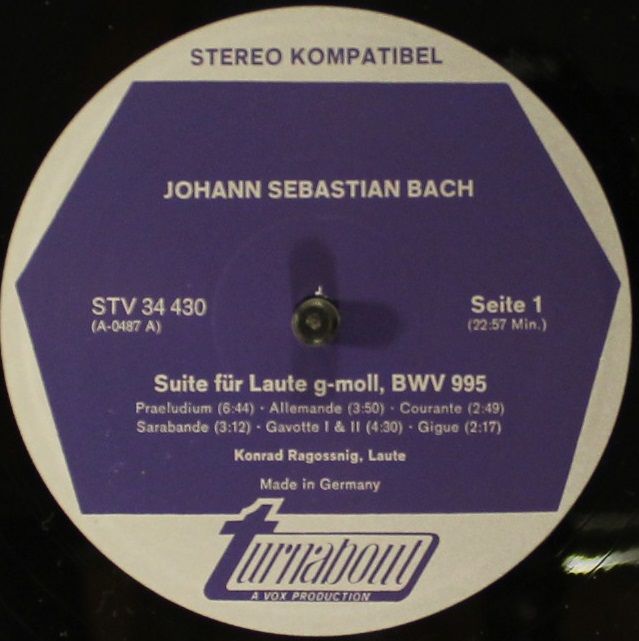 STEREO KOMPATIBEL
JOHANN SEBASTIAN BACH
STV 34 430
(A-0487 A)
Seite 1
(22:57 Min.)
Suite für Laute g-moll, BWV 995
Praeludium (6:44) · Allemande (3:50) · Courante (2:49)
Sarabande (3:12) · Gavotte I & II (4:30) · Gigue (2:17)
Konrad Ragossnig, Laute
Made in Germany
turnabout
A VOX PRODUCTION